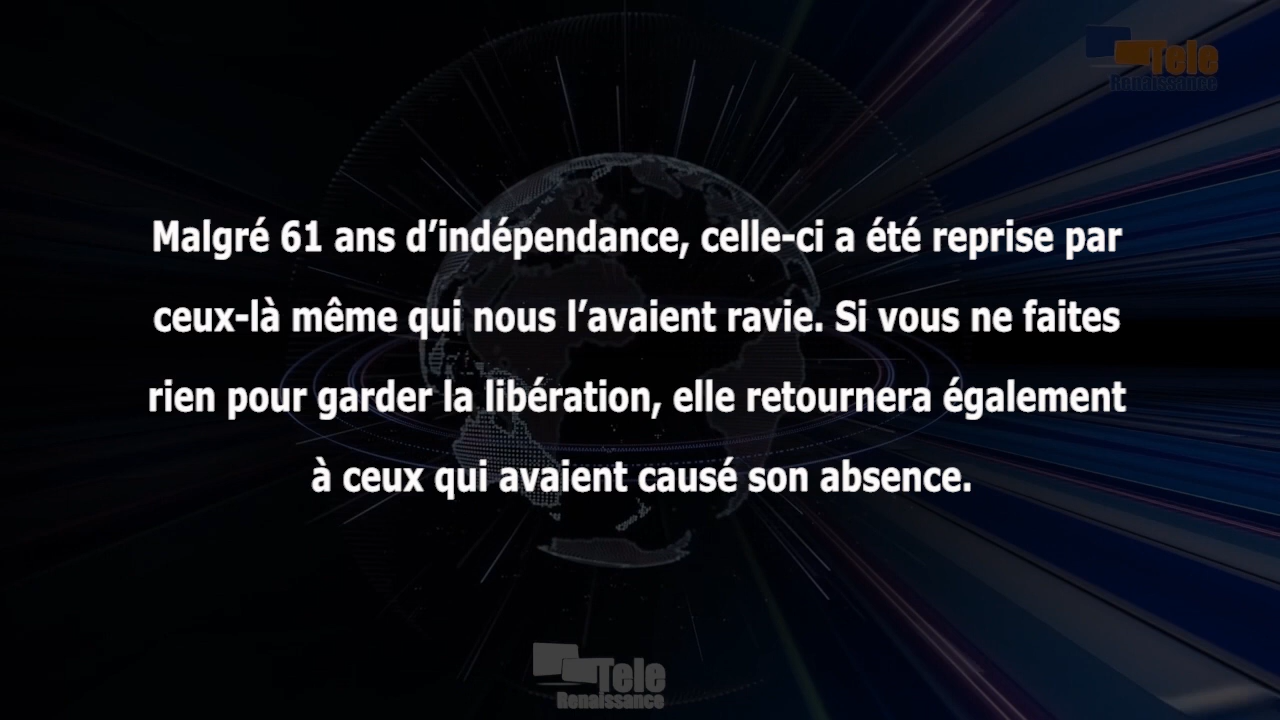 Tele
Renaissance
Malgré 61 ans d’indépendance, celle-ci a été reprise par
ceux-là même qui nous l’avaient ravie. Si vous ne faites
rien pour garder la libération, elle retournera également
à ceux qui avaient causé son absence.
Tele
Renaissance